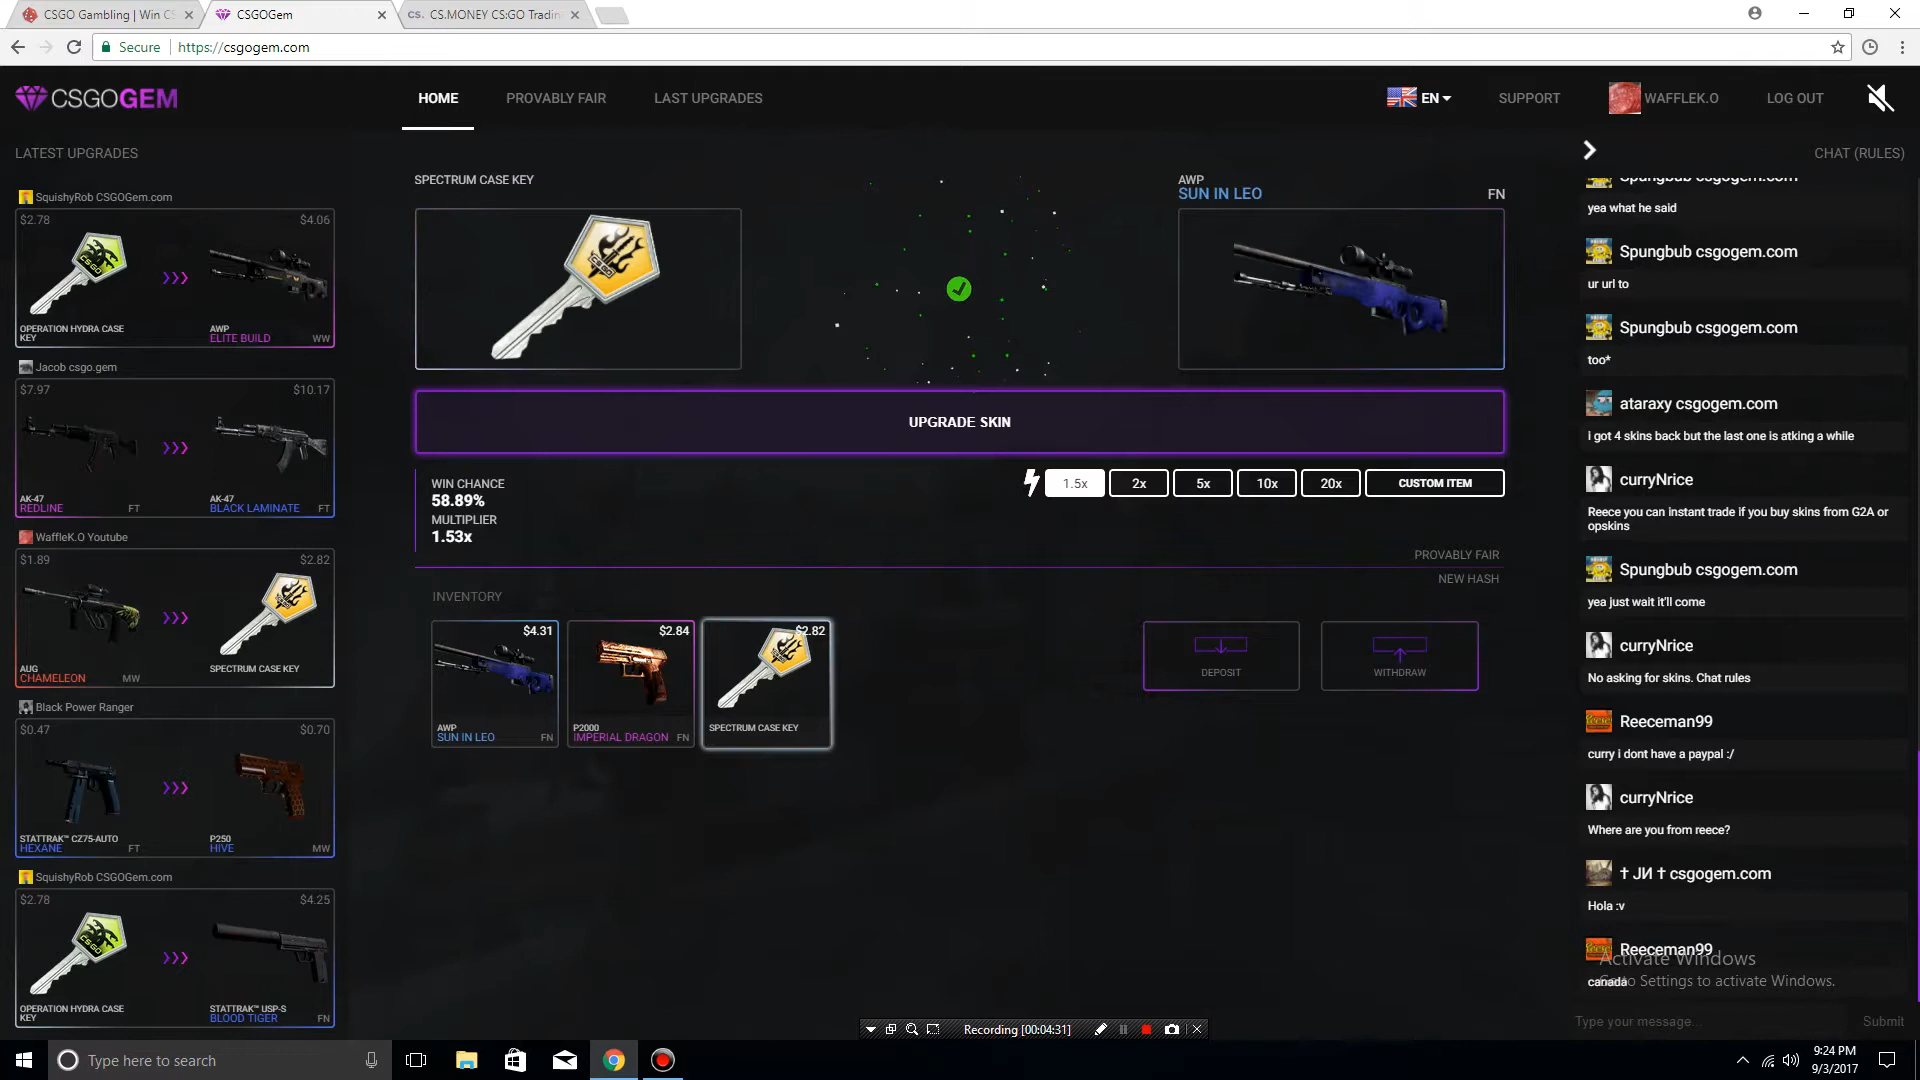 CSGO Gambling | Win CS
CSGOGem
CS. CS.MONEY CS:GO Tradin
Secure https://csgogem.com
CSGOGEM
HOME
PROVABLY FAIR
LAST UPGRADES
EN
SUPPORT
WAFFLEK.O
LOG OUT
LATEST UPGRADES
SquishyRob CSGOGem.com
$2.78 $4.06
OPERATION HYDRA CASE
KEY
AWP
ELITE BUILD WW
Jacob csgo.gem
$7.97 $10.17
AK-47
REDLINE FT
AK-47
BLACK LAMINATE FT
WaffleK.O Youtube
$1.89 $2.82
AUG
CHAMELEON MW
SPECTRUM CASE KEY
Black Power Ranger
$0.47 $0.70
STATTRAK™ CZ75-AUTO
HEXANE FT
P250
HIVE MW
SquishyRob CSGOGem.com
$2.78 $4.25
OPERATION HYDRA CASE
KEY
STATTRAK™ USP-S
BLOOD TIGER FN
SPECTRUM CASE KEY
AWP
SUN IN LEO FN
UPGRADE SKIN
WIN CHANCE
58.89%
MULTIPLIER
1.53x
1.5x 2x 5x 10x 20x CUSTOM ITEM
PROVABLY FAIR
NEW HASH
INVENTORY
$4.31
AWP
SUN IN LEO FN
$2.84
P2000
IMPERIAL DRAGON FN
$2.82
SPECTRUM CASE KEY
DEPOSIT
WITHDRAW
CHAT (RULES)
Spungbub csgogem.com
yea what he said
Spungbub csgogem.com
ur url to
Spungbub csgogem.com
too*
ataraxy csgogem.com
i got 4 skins back but the last one is atking a while
curryNrice
Reece you can instant trade if you buy skins from G2A or
opskins
Spungbub csgogem.com
yea just wait it'll come
curryNrice
No asking for skins. Chat rules
Reeceman99
curry i dont have a paypal :/
curryNrice
Where are you from reece?
† JИ † csgogem.com
Hola :v
Reeceman99
canada
Activate Windows
Go to Settings to activate Windows.
Type your message...
Submit
Recording [00:04:31]
Type here to search
9:24 PM
9/3/2017